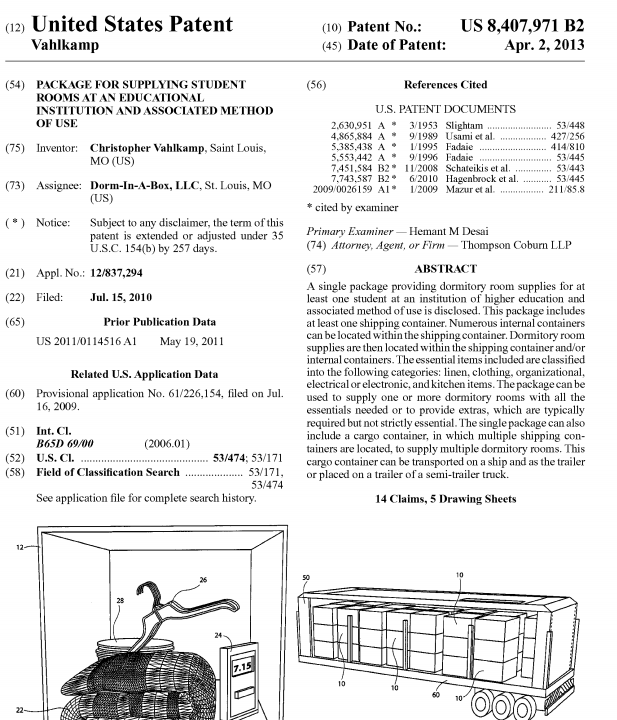 (12) United States Patent
Vahlkamp
(10) Patent No.: US 8,407,971 B2
(45) Date of Patent: Apr. 2, 2013
(54) PACKAGE FOR SUPPLYING STUDENT
ROOMS AT AN EDUCATIONAL
INSTITUTION AND ASSOCIATED METHOD
OF USE
(75) Inventor: Christopher Vahlkamp, Saint Louis,
MO (US)
(73) Assignee: Dorm-In-A-Box, LLC, St. Louis, MO
(US)
( * ) Notice: Subject to any disclaimer, the term of this
patent is extended or adjusted under 35
U.S.C. 154(b) by 257 days.
(21) Appl. No.: 12/837,294
(22) Filed: Jul. 15, 2010
(65) Prior Publication Data
US 2011/0114516 A1 May 19, 2011
Related U.S. Application Data
(60) Provisional application No. 61/226,154, filed on Jul.
16, 2009.
(51) Int. Cl.
B65D 69/00 (2006.01)
(52) U.S. Cl. ........................................ 53/474; 53/171
(58) Field of Classification Search .................... 53/171,
53/474
See application file for complete search history.
(56) References Cited
U.S. PATENT DOCUMENTS
2,630,951 A * 3/1953 Slightam ........................ 53/448
4,865,884 A * 9/1989 Usami et al. .................. 427/256
5,385,438 A * 1/1995 Fadaie .......................... 414/810
5,553,442 A * 9/1996 Fadaie ........................... 53/445
7,451,584 B2 * 11/2008 Schateikis et al. .............. 53/443
7,743,587 B2 * 6/2010 Hagenbrock et al. ............ 53/445
2009/0026159 A1* 1/2009 Mazur et al. ................ 211/85.8
* cited by examiner
Primary Examiner — Hemant M Desai
(74) Attorney, Agent, or Firm — Thompson Coburn LLP
(57) ABSTRACT
A single package providing dormitory room supplies for at
least one student at an institution of higher education and
associated method of use is disclosed. This package includes
at least one shipping container. Numerous internal containers
can be located within the shipping container. Dormitory room
supplies are then located within the shipping container and/or
internal containers. The essential items included are classified
into the following categories: linen, clothing, organizational,
electrical or electronic, and kitchen items. The package can be
used to supply one or more dormitory rooms with all the
essentials needed or to provide extras, which are typically
required but not strictly essential. The single package can also
include a cargo container, in which multiple shipping con-
tainers are located, to supply multiple dormitory rooms. This
cargo container can be transported on a ship and as the trailer
or placed on a trailer of a semi-trailer truck.
14 Claims, 5 Drawing Sheets
12
28
26
24
7.15
22
50
10
10
10
10
60
10